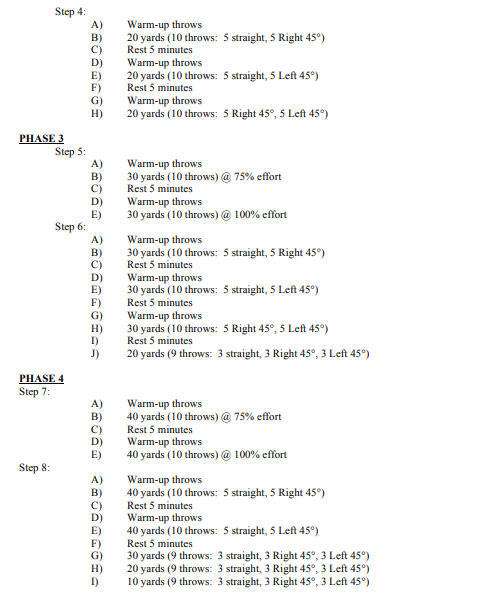 Step 4:
A) Warm-up throws
B) 20 yards (10 throws: 5 straight, 5 Right 45°)
C) Rest 5 minutes
D) Warm-up throws
E) 20 yards (10 throws: 5 straight, 5 Left 45°)
F) Rest 5 minutes
G) Warm-up throws
H) 20 yards (10 throws: 5 Right 45°, 5 Left 45°)
PHASE 3
Step 5:
A) Warm-up throws
B) 30 yards (10 throws) @ 75% effort
C) Rest 5 minutes
D) Warm-up throws
E) 30 yards (10 throws) @ 100% effort
Step 6:
A) Warm-up throws
B) 30 yards (10 throws: 5 straight, 5 Right 45°)
C) Rest 5 minutes
D) Warm-up throws
E) 30 yards (10 throws: 5 straight, 5 Left 45°)
F) Rest 5 minutes
G) Warm-up throws
H) 30 yards (10 throws: 5 Right 45°, 5 Left 45°)
I) Rest 5 minutes
J) 20 yards (9 throws: 3 straight, 3 Right 45°, 3 Left 45°)
PHASE 4
Step 7:
A) Warm-up throws
B) 40 yards (10 throws) @ 75% effort
C) Rest 5 minutes
D) Warm-up throws
E) 40 yards (10 throws) @ 100% effort
Step 8:
A) Warm-up throws
B) 40 yards (10 throws: 5 straight, 5 Right 45°)
C) Rest 5 minutes
D) Warm-up throws
E) 40 yards (10 throws: 5 straight, 5 Left 45°)
F) Rest 5 minutes
G) 30 yards (9 throws: 3 straight, 3 Right 45°, 3 Left 45°)
H) 20 yards (9 throws: 3 straight, 3 Right 45°, 3 Left 45°)
I) 10 yards (9 throws: 3 straight, 3 Right 45°, 3 Left 45°)